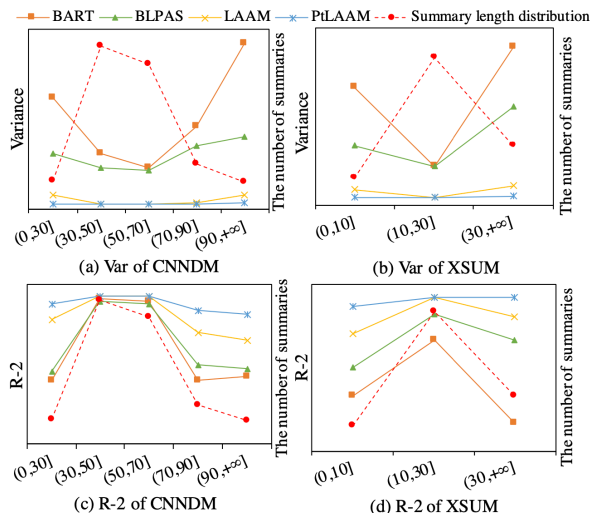 BART BLPAS LAAM PtLAAM Summary length distribution
Variance
The number of summaries
(0,30] (30,50] (50,70] (70,90] (90,+∞]
(a) Var of CNNDM
Variance
The number of summaries
(0,10] (10,30] (30,+∞]
(b) Var of XSUM
R-2
The number of summaries
(0,30] (30,50] (50,70] (70,90] (90,+∞]
(c) R-2 of CNNDM
R-2
The number of summaries
(0,10] (10,30] (30,+∞]
(d) R-2 of XSUM